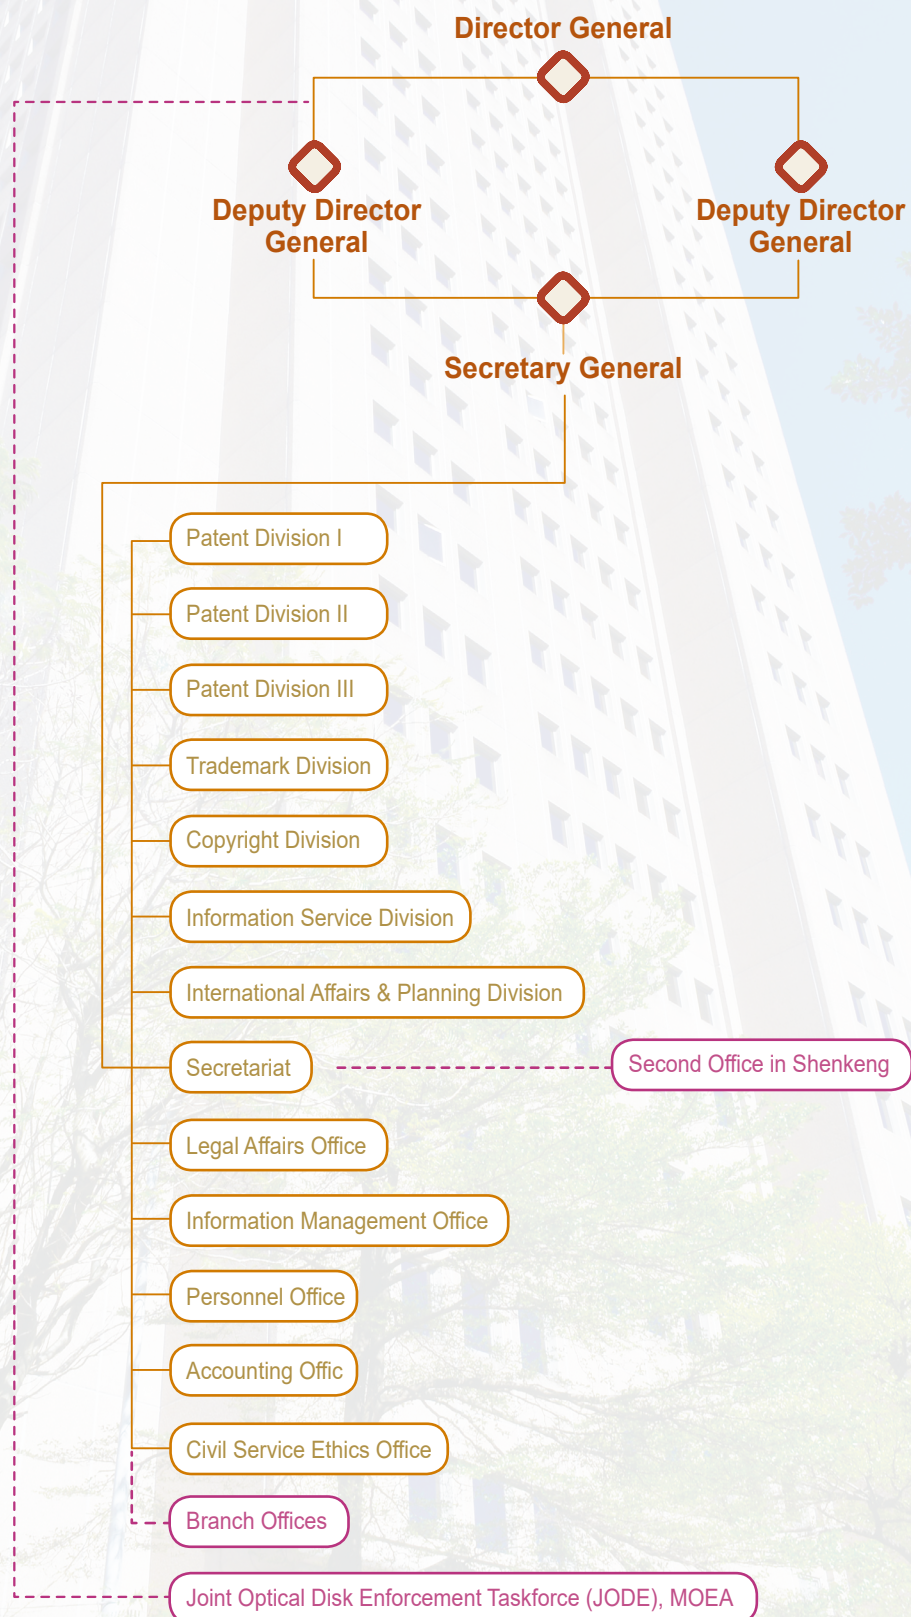 Director General
Deputy Director
General
Deputy Director
General
Secretary General
Patent Division I
Patent Division II
Patent Division III
Trademark Division
Copyright Division
Information Service Division
International Affairs & Planning Division
Secretariat
Second Office in Shenkeng
Legal Affairs Office
Information Management Office
Personnel Office
Accounting Offic
Civil Service Ethics Office
Branch Offices
Joint Optical Disk Enforcement Taskforce (JODE), MOEA